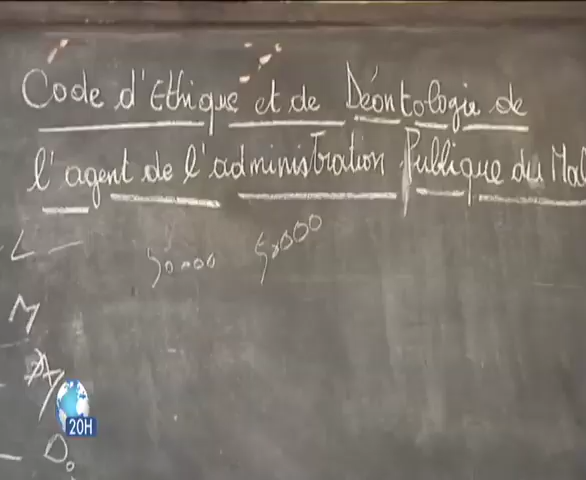 Code d'Ethique et de Déontologie de
l'agent de l'administration Publique du Mal
L
50000 5000
M
D
20H